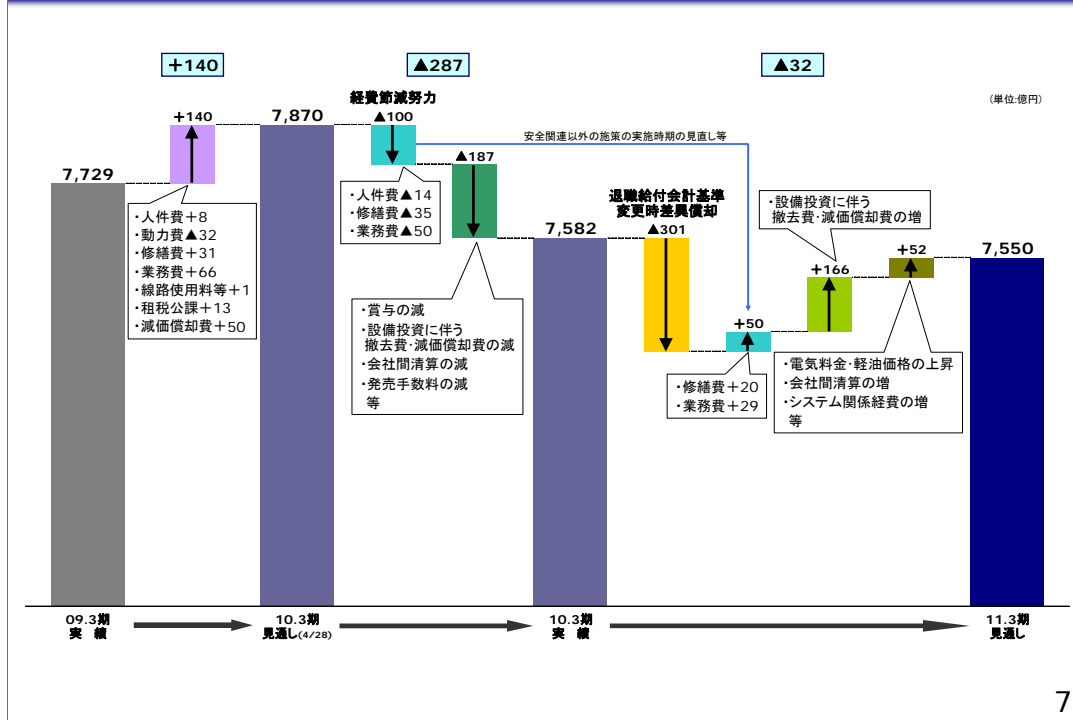 +140
▲287
▲32
(単位:億円)
7,729
+140
・人件費+8
・動力費▲32
・修繕費+31
・業務費+66
・線路使用料等+1
・租税公課+13
・減価償却費+50
7,870
経費節減努力
▲100
・人件費▲14
・修繕費▲35
・業務費▲50
安全関連以外の施策の実施時期の見直し等
▲187
・賞与の減
・設備投資に伴う
撤去費・減価償却費の減
・会社間清算の減
・発売手数料の減
等
7,582
退職給付会計基準
変更時差異償却
▲301
+50
・修繕費+20
・業務費+29
・設備投資に伴う
撤去費・減価償却費の増
+166
+52
・電気料金・軽油価格の上昇
・会社間清算の増
・システム関係経費の増
等
7,550
09.3期
実 績
10.3期
見通し(4/28)
10.3期
実 績
11.3期
見通し
7